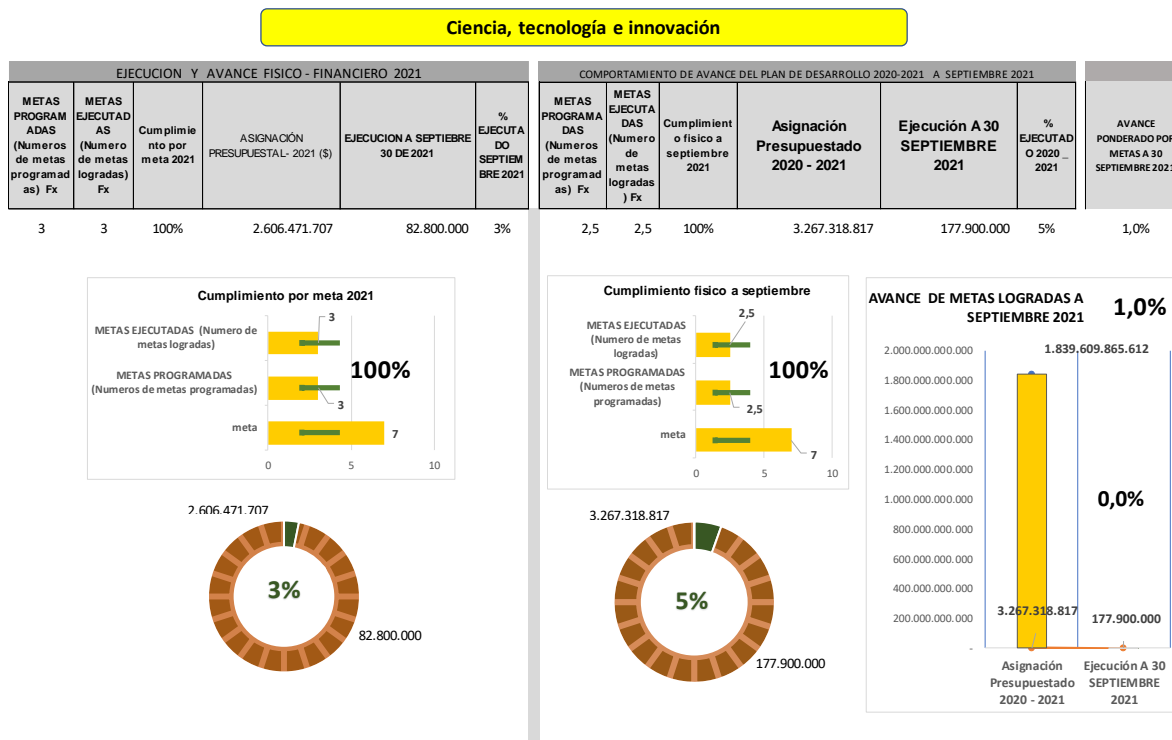 Ciencia, tecnología e innovación
EJECUCION Y AVANCE FISICO - FINANCIERO 2021
METAS
PROGRAM
ADAS
(Numeros
de metas
programad
as) Fx
METAS
EJECUTAD
AS
(Numero
de metas
logradas)
Fx
Cumplimie
nto por
meta 2021
ASIGNACIÓN
PRESUPUESTAL- 2021 ($)
EJECUCION A SEPTIEBRE
30 DE 2021
%
EJECUTA
DO
SEPTIEM
BRE 2021
3
3
100%
2.606.471.707
82.800.000
3%
COMPORTAMIENTO DE AVANCE DEL PLAN DE DESARROLLO 2020-2021 A SEPTIEMBRE 2021
METAS
PROGRAMA
DAS
(Numeros de
metas
programad
as) Fx
METAS
EJECUTA
DAS
(Numero
de
metas
logradas
) Fx
Cumplimient
o fisico a
septiembre
2021
Asignación
Presupuestado
2020 - 2021
Ejecución A 30
SEPTIEMBRE
2021
%
EJECUTAD
O 2020 _
2021
AVANCE
PONDERADO POR
METAS A 30
SEPTIEMBRE 2021
2,5
2,5
100%
3.267.318.817
177.900.000
5%
1,0%
Cumplimiento por meta 2021
METAS EJECUTADAS (Numero de
metas logradas)
3
METAS PROGRAMADAS
(Numeros de metas programadas)
3
100%
meta
7
0
5
10
2.606.471.707
3%
82.800.000
Cumplimiento fisico a septiembre
METAS EJECUTADAS
(Numero de metas
logradas)
2,5
METAS PROGRAMADAS
(Numeros de metas
programadas)
2,5
100%
meta
7
0
5
10
3.267.318.817
5%
177.900.000
AVANCE DE METAS LOGRADAS A
SEPTIEMBRE 2021
1,0%
2.000.000.000.000
1.800.000.000.000
1.600.000.000.000
1.400.000.000.000
1.200.000.000.000
1.000.000.000.000
800.000.000.000
600.000.000.000
400.000.000.000
200.000.000.000
-
1.839.609.865.612
0,0%
3.267.318.817
177.900.000
Asignación
Presupuestado
2020 - 2021
Ejecución A 30
SEPTIEMBRE
2021